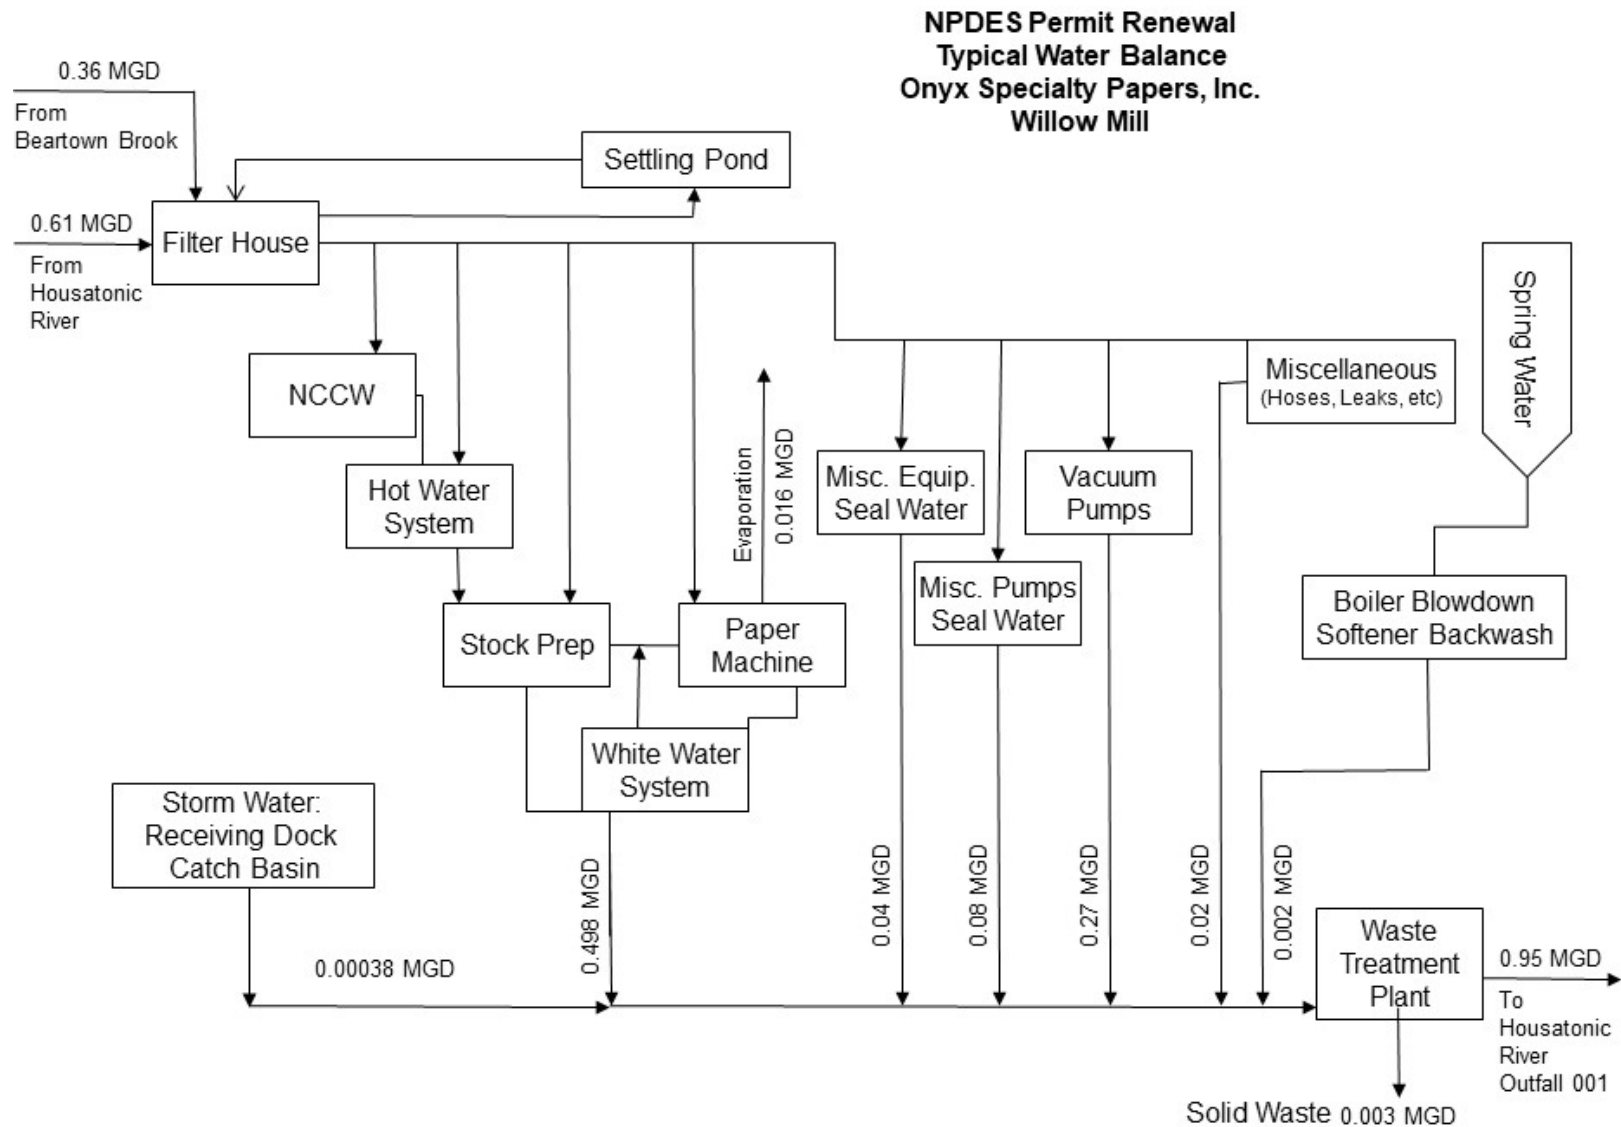 NPDES Permit Renewal
Typical Water Balance
Onyx Specialty Papers, Inc.
Willow Mill
0.36 MGD
From
Beartown Brook
Settling Pond
0.61 MGD
Filter House
From
Housatonic
River
Spring Water
NCCW
Miscellaneous
(Hoses, Leaks, etc)
Hot Water
System
Evaporation
0.016 MGD
Misc. Equip.
Seal Water
Vacuum
Pumps
Misc. Pumps
Seal Water
Boiler Blowdown
Softener Backwash
Stock Prep
Paper
Machine
White Water
System
Storm Water:
Receiving Dock
Catch Basin
0.00038 MGD
0.498 MGD
0.04 MGD
0.08 MGD
0.27 MGD
0.02 MGD
0.002 MGD
Waste
Treatment
Plant
0.95 MGD
To
Housatonic
River
Outfall 001
Solid Waste 0.003 MGD